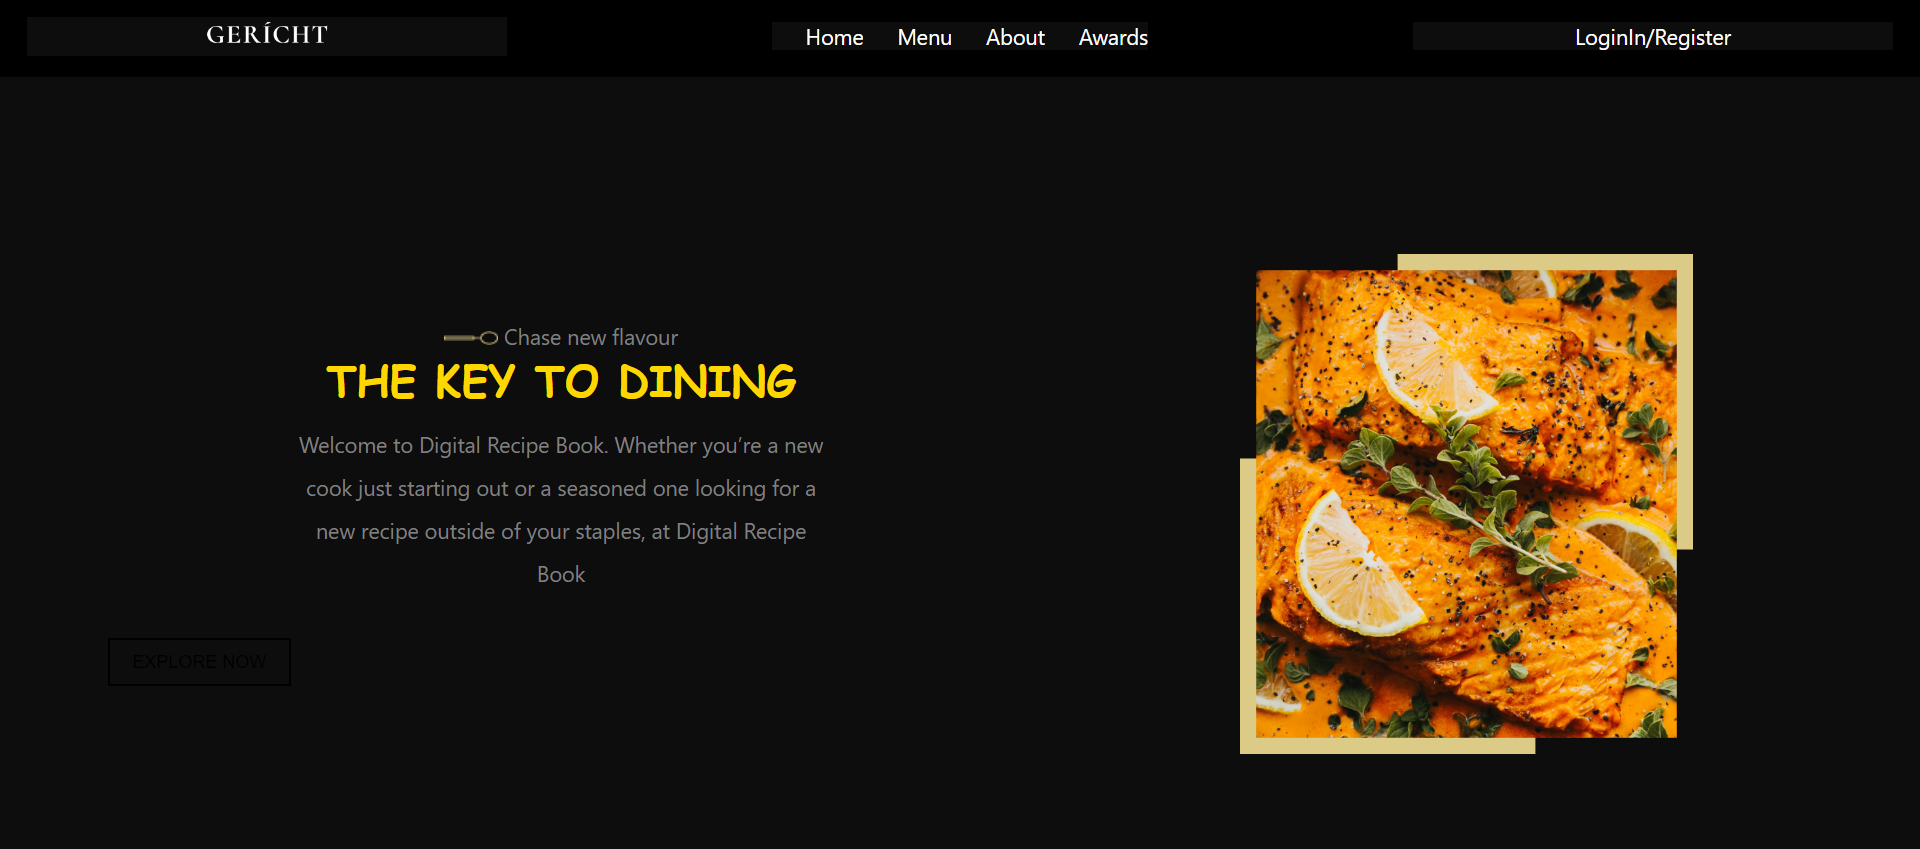 GERÍCHT
Home Menu About Awards
LoginIn/Register
Chase new flavour
THE KEY TO DINING
Welcome to Digital Recipe Book. Whether you’re a new
cook just starting out or a seasoned one looking for a
new recipe outside of your staples, at Digital Recipe
Book
EXPLORE NOW